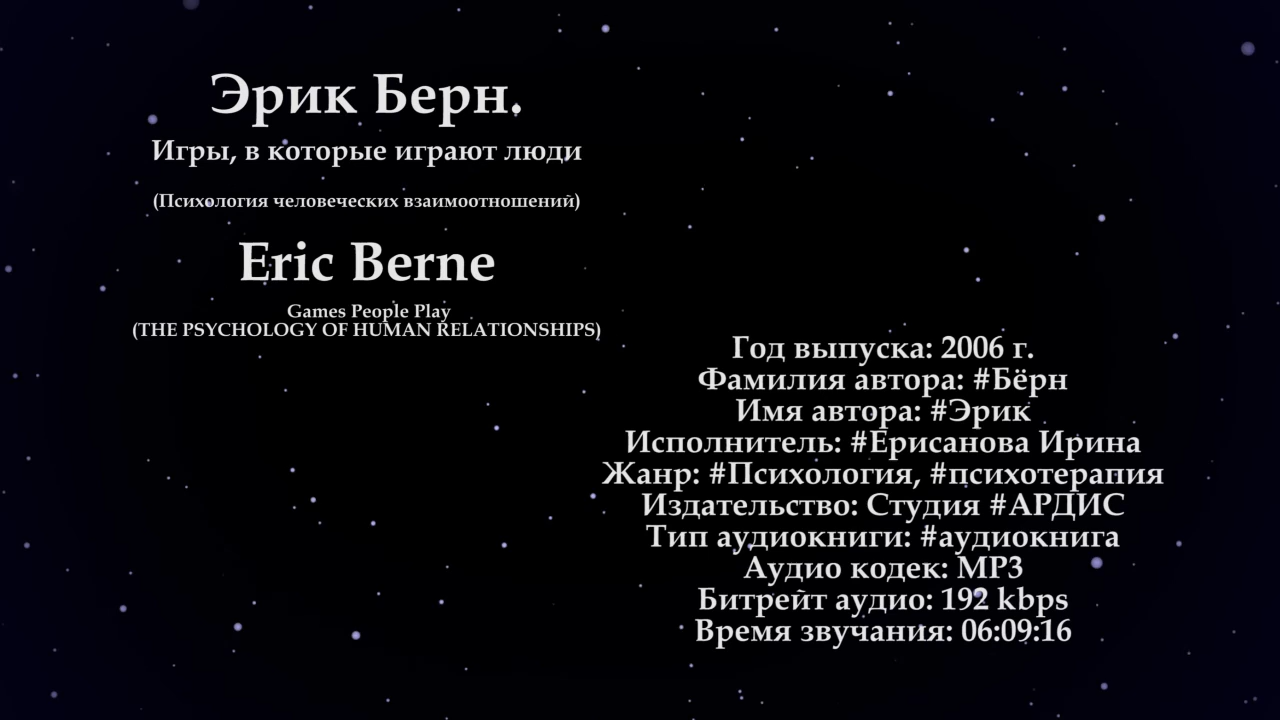 Эрик Берн.
Игры, в которые играют люди
(Психология человеческих взаимоотношений)
Eric Berne
Games People Play
(THE PSYCHOLOGY OF HUMAN RELATIONSHIPS)
Год выпуска: 2006 г.
Фамилия автора: #Бёрн
Имя автора: #Эрик
Исполнитель: #Ерисанова Ирина
Жанр: #Психология, #психотерапия
Издательство: Студия #АРДИС
Тип аудиокниги: #аудиокнига
Аудио кодек: MP3
Битрейт аудио: 192 kbps
Время звучания: 06:09:16